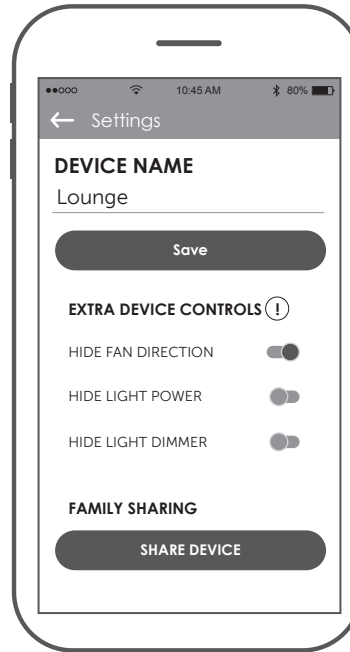 10:45 AM 80%
Settings
DEVICE NAME
Lounge
Save
EXTRA DEVICE CONTROLS !
HIDE FAN DIRECTION
HIDE LIGHT POWER
HIDE LIGHT DIMMER
FAMILY SHARING
SHARE DEVICE